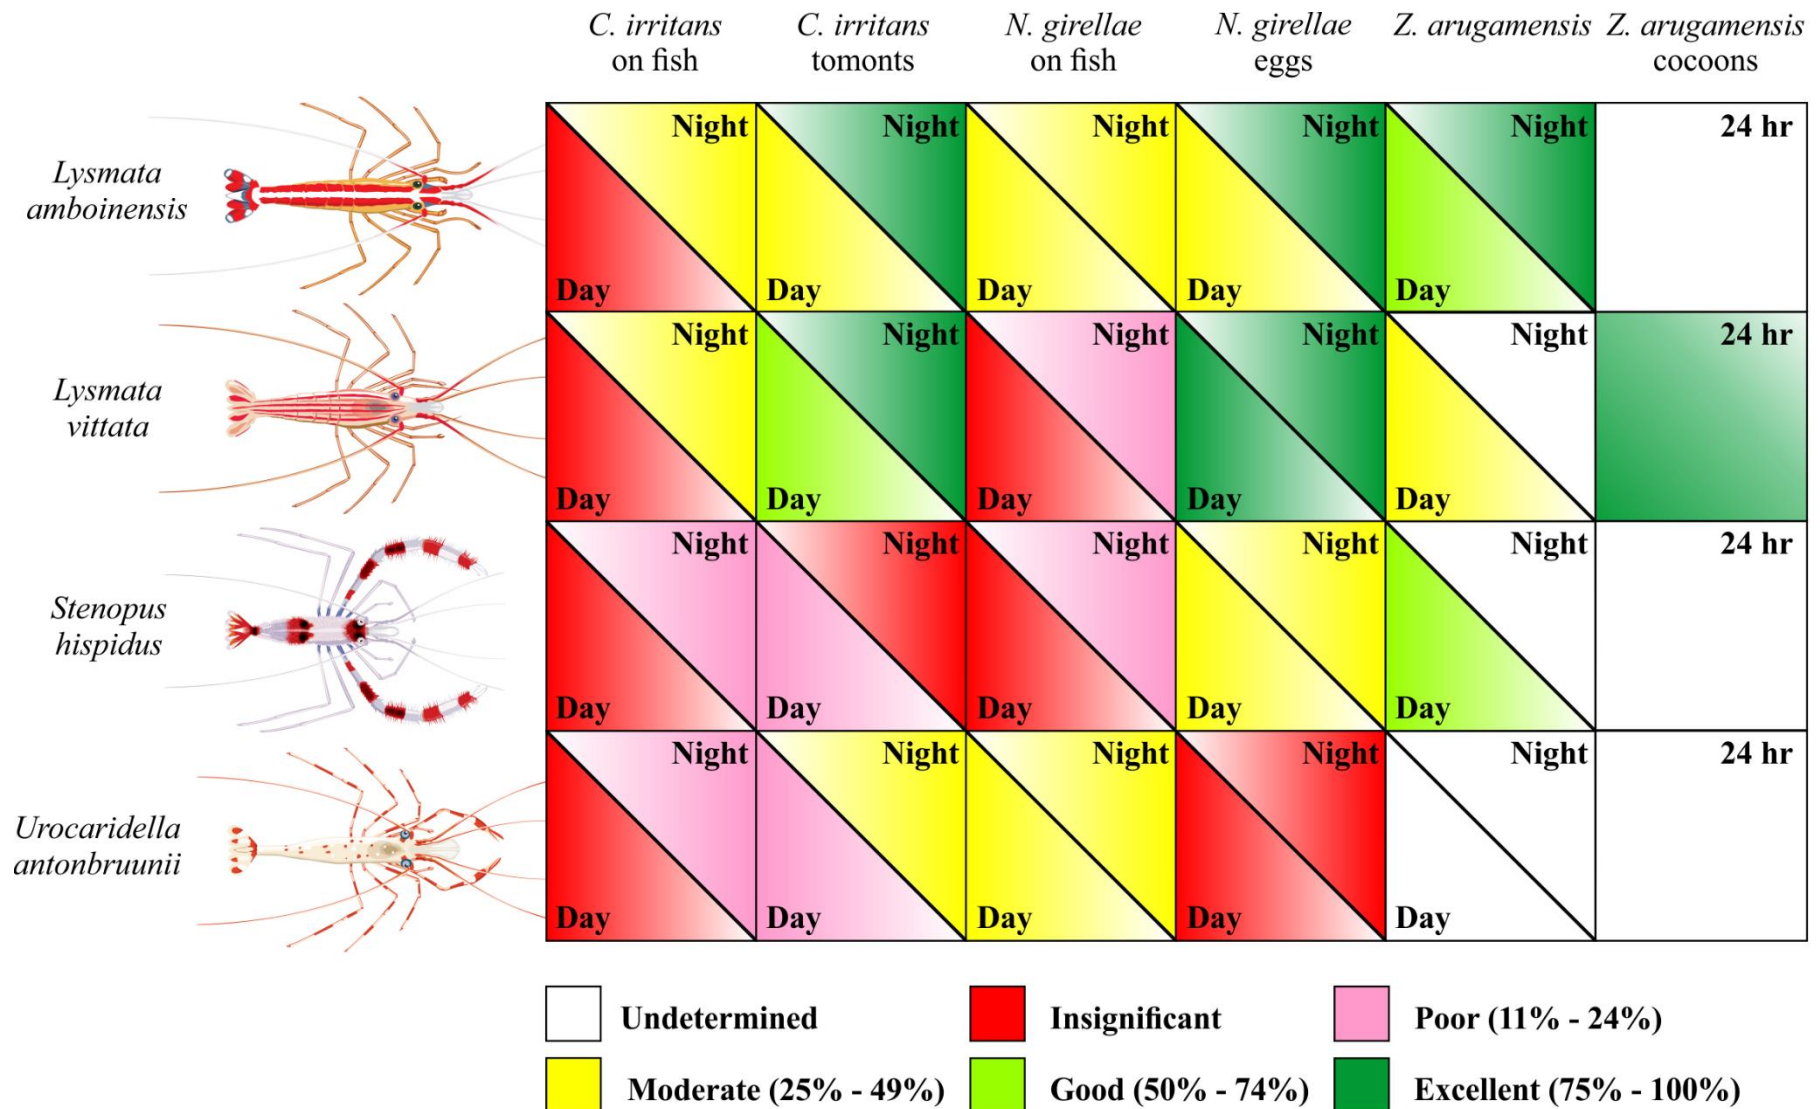 C. irritans on fish
C. irritans tomonts
N. girellae on fish
N. girellae eggs
Z. arugamensis
Z. arugamensis cocoons
Lysmata amboinensis
Night
Night
Night
Night
Night
24 hr
Day
Day
Day
Day
Day
Lysmata vittata
Night
Night
Night
Night
Night
24 hr
Day
Day
Day
Day
Day
Stenopus hispidus
Night
Night
Night
Night
Night
24 hr
Day
Day
Day
Day
Day
Urocaridella antonbruunii
Night
Night
Night
Night
Night
24 hr
Day
Day
Day
Day
Day
Undetermined
Insignificant
Poor (11% - 24%)
Moderate (25% - 49%)
Good (50% - 74%)
Excellent (75% - 100%)